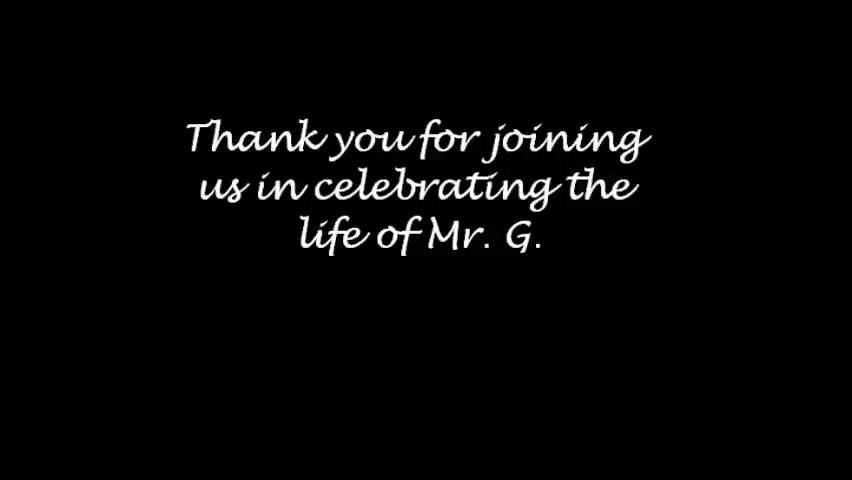 Thank you for joining
us in celebrating the
life of Mr. G.